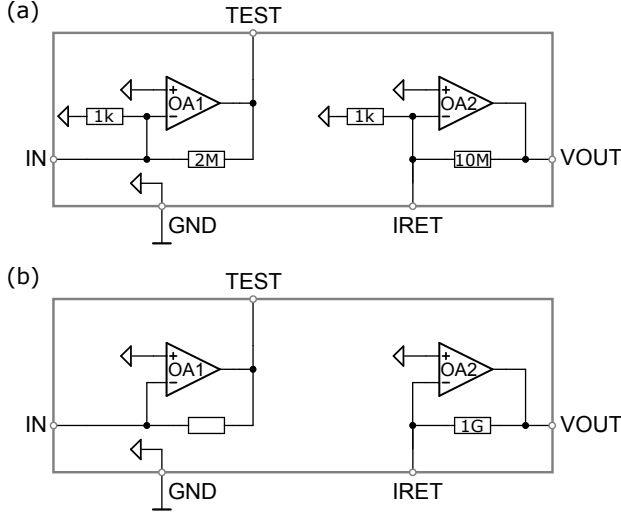 (a)
TEST
+
OA1
−
1k
2M
IN
GND
+
OA2
−
1k
10M
VOUT
IRET
(b)
TEST
+
OA1
−
IN
GND
+
OA2
−
1G
VOUT
IRET